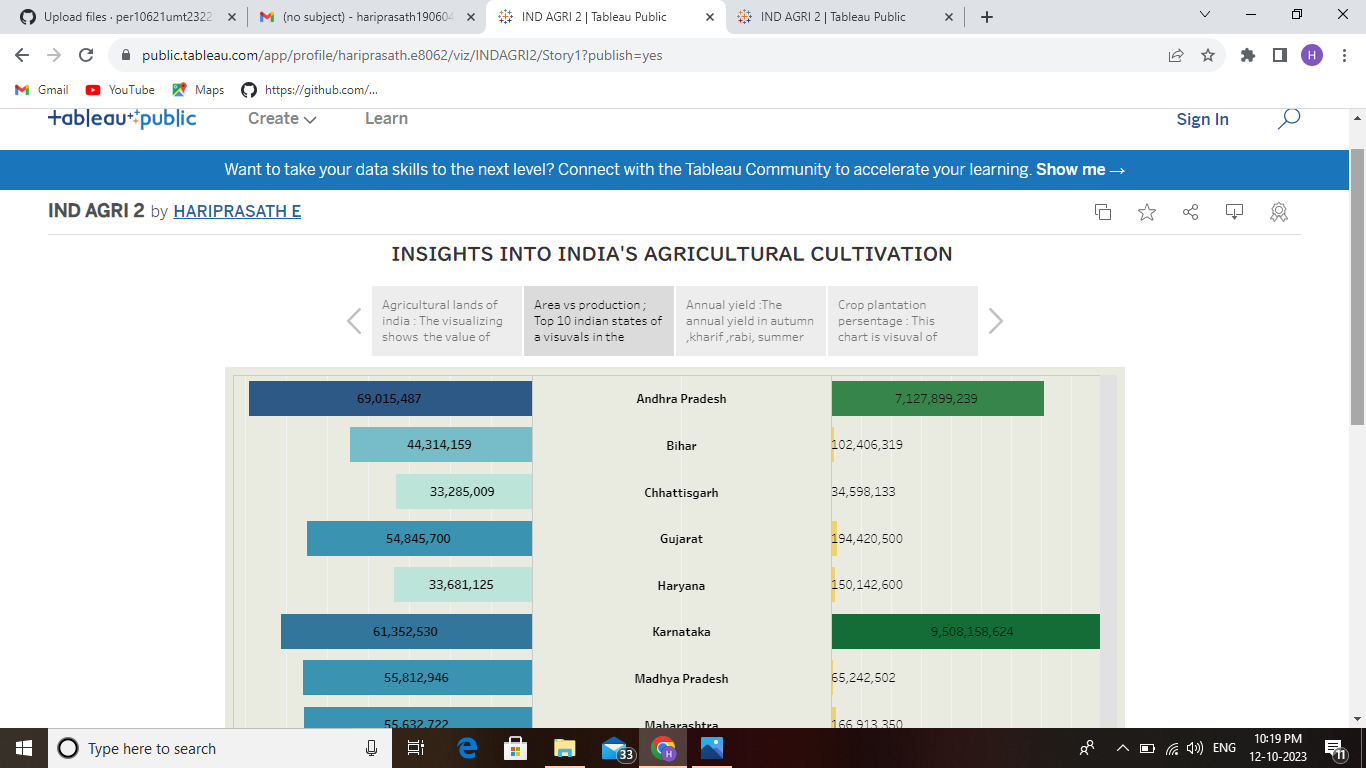 Upload files · per10621umt2322
(no subject) - hariprasath190604
IND AGRI 2 | Tableau Public
IND AGRI 2 | Tableau Public
public.tableau.com/app/profile/hariprasath.e8062/viz/INDAGRI2/Story1?publish=yes
H
Gmail
YouTube
Maps
https://github.com/...
+ableau+public
Create
Learn
Sign In
Want to take your data skills to the next level? Connect with the Tableau Community to accelerate your learning. Show me →
IND AGRI 2 by HARIPRASATH E
INSIGHTS INTO INDIA'S AGRICULTURAL CULTIVATION
Agricultural lands of
india : The visualizing
shows the value of
Area vs production ;
Top 10 indian states of
a visuvals in the
Annual yield :The
annual yield in autumn
,kharif ,rabi, summer
Crop plantation
persentage : This
chart is visuval of
69,015,487 Andhra Pradesh 7,127,899,239
44,314,159 Bihar 102,406,319
33,285,009 Chhattisgarh 34,598,133
54,845,700 Gujarat 194,420,500
33,681,125 Haryana 150,142,600
61,352,530 Karnataka 9,508,158,624
55,812,946 Madhya Pradesh 65,242,502
55,632,722 Maharashtra 166,913,350
Type here to search
33
H
ENG
10:19 PM
12-10-2023
11